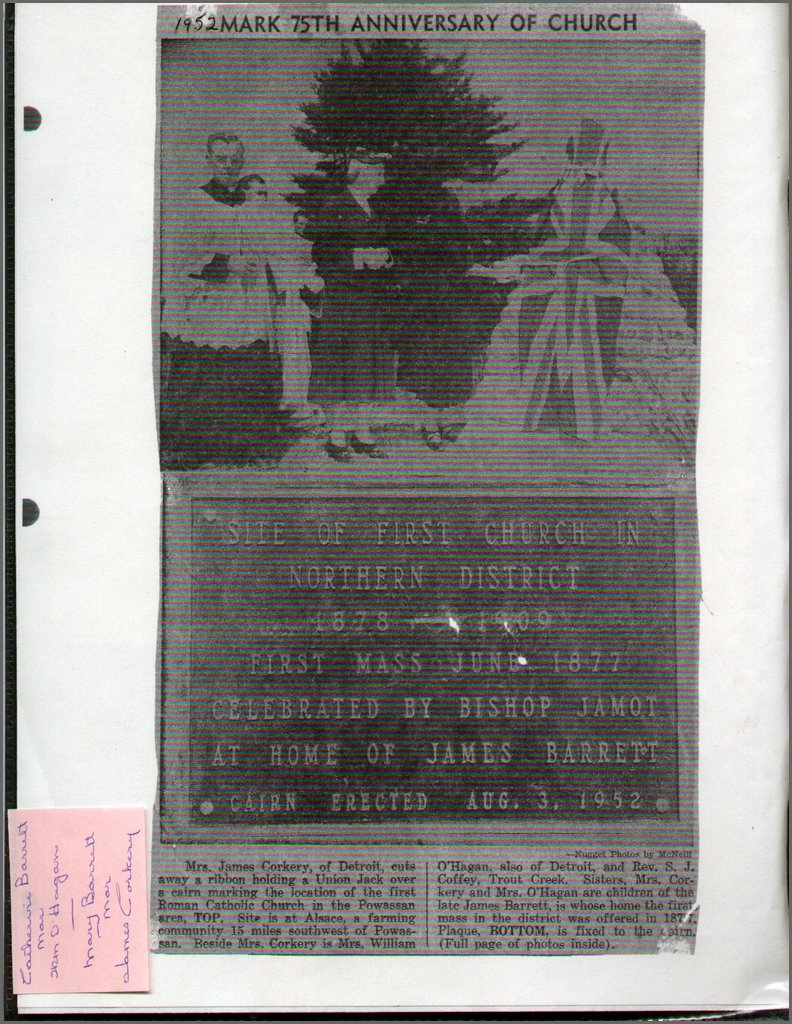 1952 MARK 75TH ANNIVERSARY OF CHURCH
SITE OF FIRST CHURCH IN
NORTHERN DISTRICT
1878 — 1909
FIRST MASS JUNE 1877
CELEBRATED BY BISHOP JAMOT
AT HOME OF JAMES BARRETT
CAIRN ERECTED AUG. 3, 1952
—Nugget Photos by McNeill
Mrs. James Corkery, of Detroit, cuts
away a ribbon holding a Union Jack over
a cairn marking the location of the first
Roman Catholic Church in the Powassan
area, TOP. Site is at Alsace, a farming
community 15 miles southwest of Powas-
san. Beside Mrs. Corkery is Mrs. William
O'Hagan, also of Detroit, and Rev. S. J.
Coffey, Trout Creek. Sisters, Mrs. Cor-
kery and Mrs. O'Hagan are children of the
late James Barrett, is whose home the first
mass in the district was offered in 1877.
Plaque, BOTTOM, is fixed to the cairn.
(Full page of photos inside).
Catherine Barrett
mar
O'Hagan
Mary Barrett
mar
James Corkery